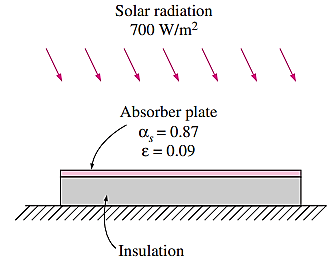 Solar radiation
700 W/m²
Absorber plate
αₛ = 0.87
ε = 0.09
Insulation